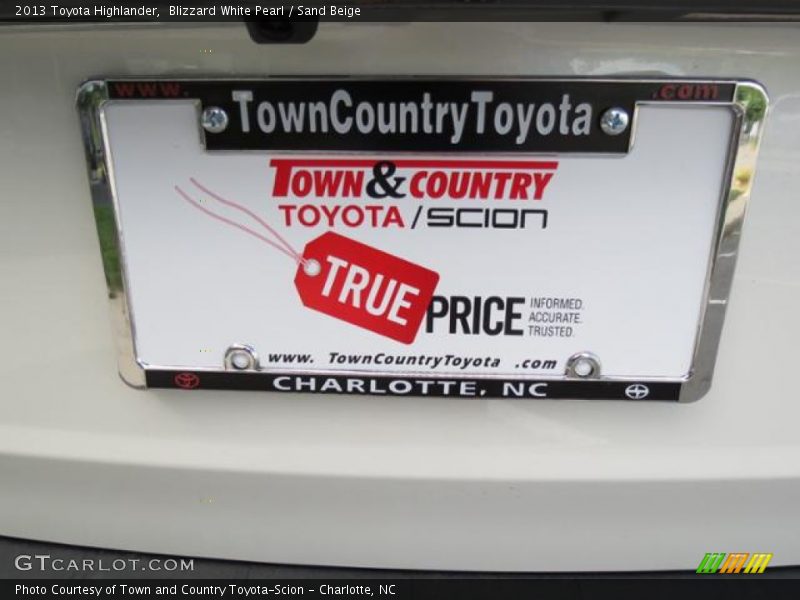 2013 Toyota Highlander,  Blizzard White Pearl / Sand Beige
www. .com
TownCountryToyota
TOWN & COUNTRY
TOYOTA / SCION
TRUE PRICE
INFORMED.
ACCURATE.
TRUSTED.
www. TownCountryToyota .com
CHARLOTTE, NC
GTCARLOT.COM
Photo Courtesy of Town and Country Toyota-Scion - Charlotte, NC